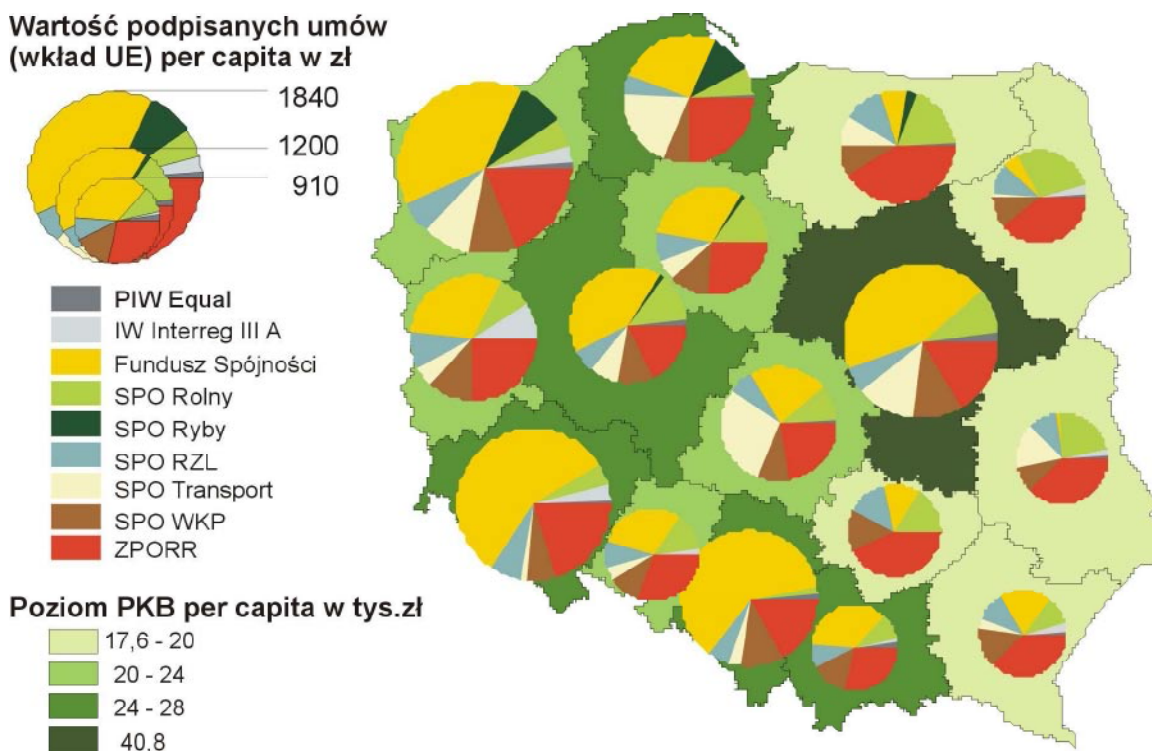 Wartość podpisanych umów
(wkład UE) per capita w zł
1840
1200
910
PIW Equal
IW Interreg III A
Fundusz Spójności
SPO Rolny
SPO Ryby
SPO RZL
SPO Transport
SPO WKP
ZPORR
Poziom PKB per capita w tys.zł
17,6 - 20
20 - 24
24 - 28
40,8